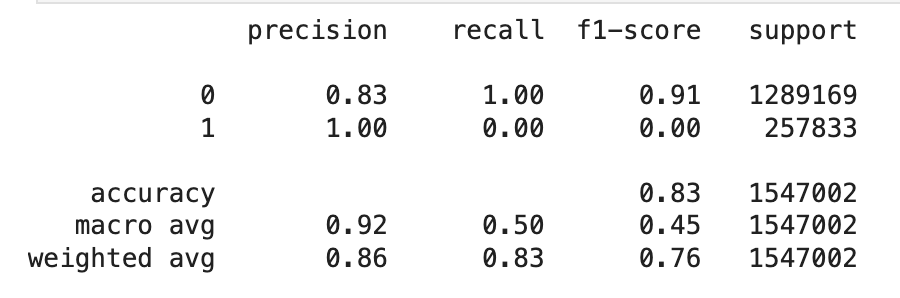 precision recall f1-score support
0 0.83 1.00 0.91 1289169
1 1.00 0.00 0.00 257833
accuracy 0.83 1547002
macro avg 0.92 0.50 0.45 1547002
weighted avg 0.86 0.83 0.76 1547002